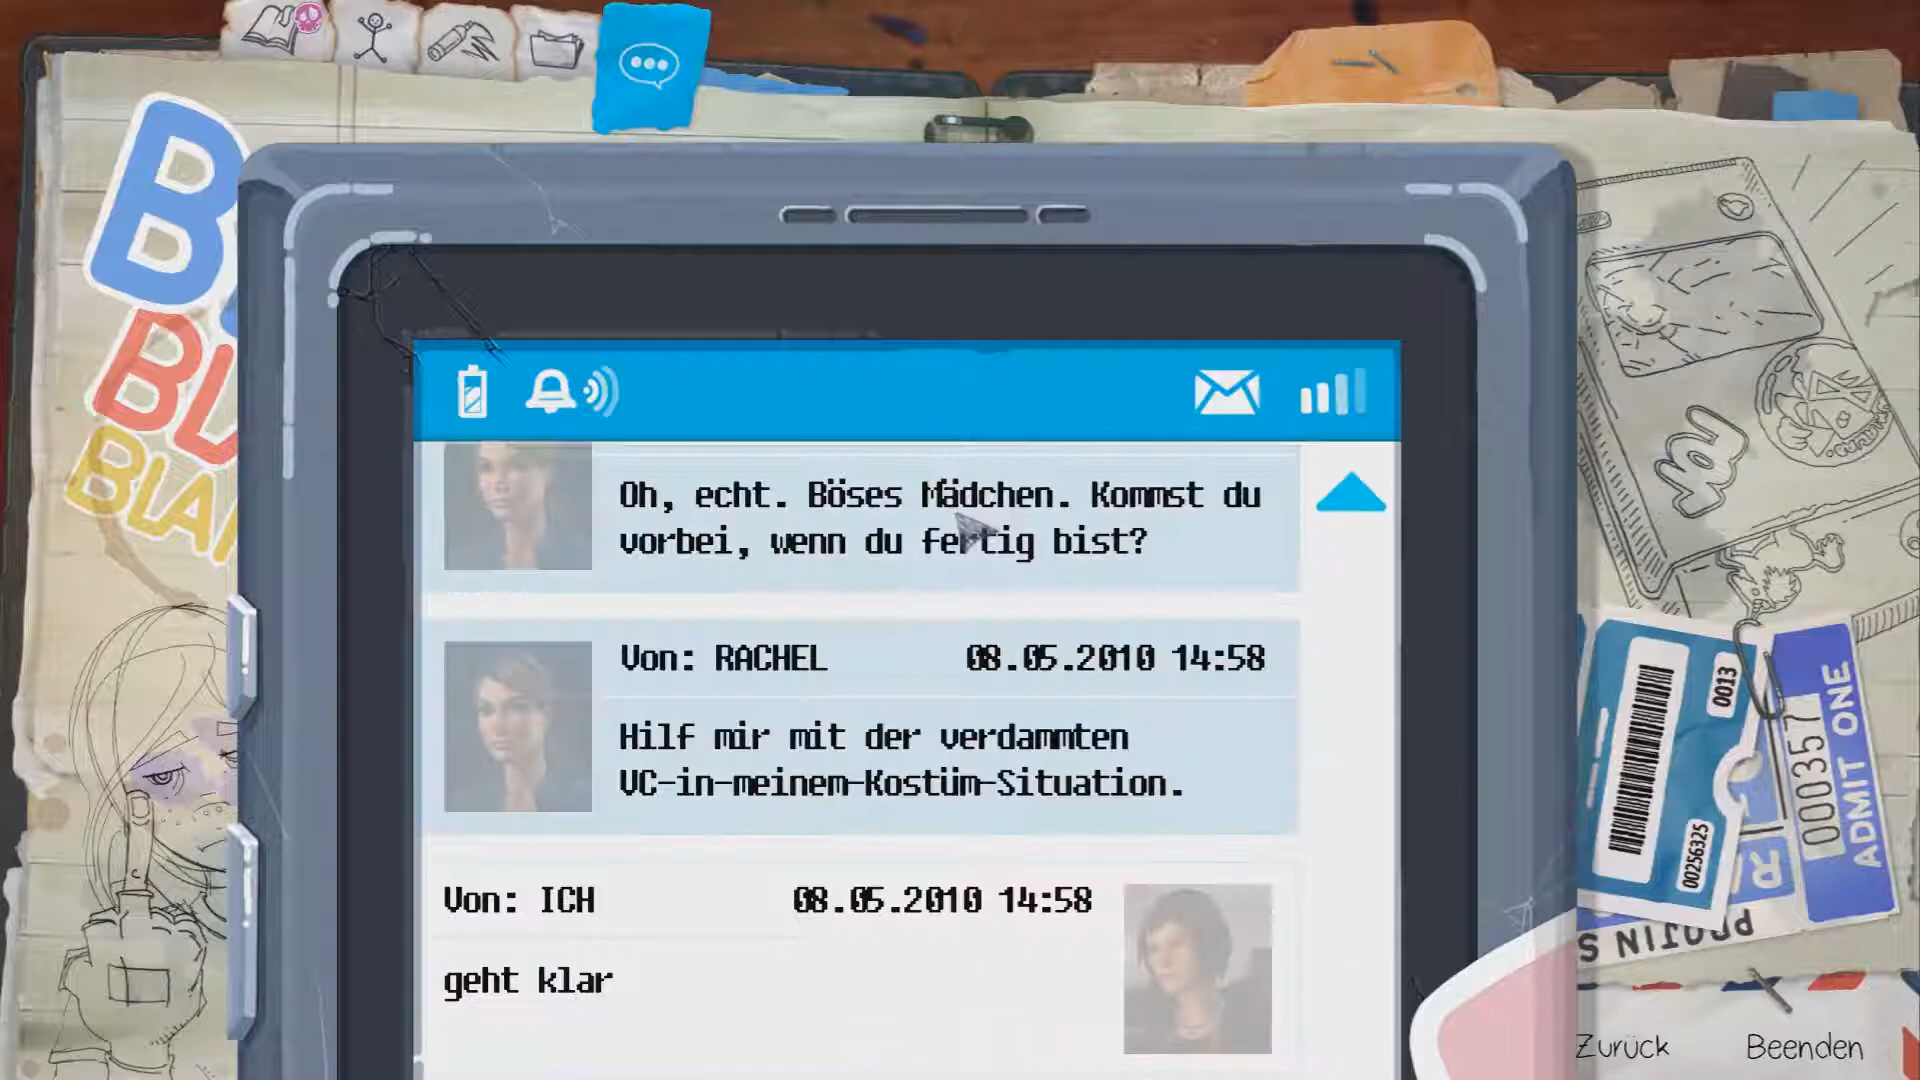 Oh, echt. Böses Mädchen. Kommst du
vorbei, wenn du fertig bist?
Von: RACHEL 08.05.2010 14:58
Hilf mir mit der verdammten
VC-in-meinem-Kostüm-Situation.
Von: ICH 08.05.2010 14:58
geht klar
0013
00256325
000357
ADMIT ONE
Zurück
Beenden